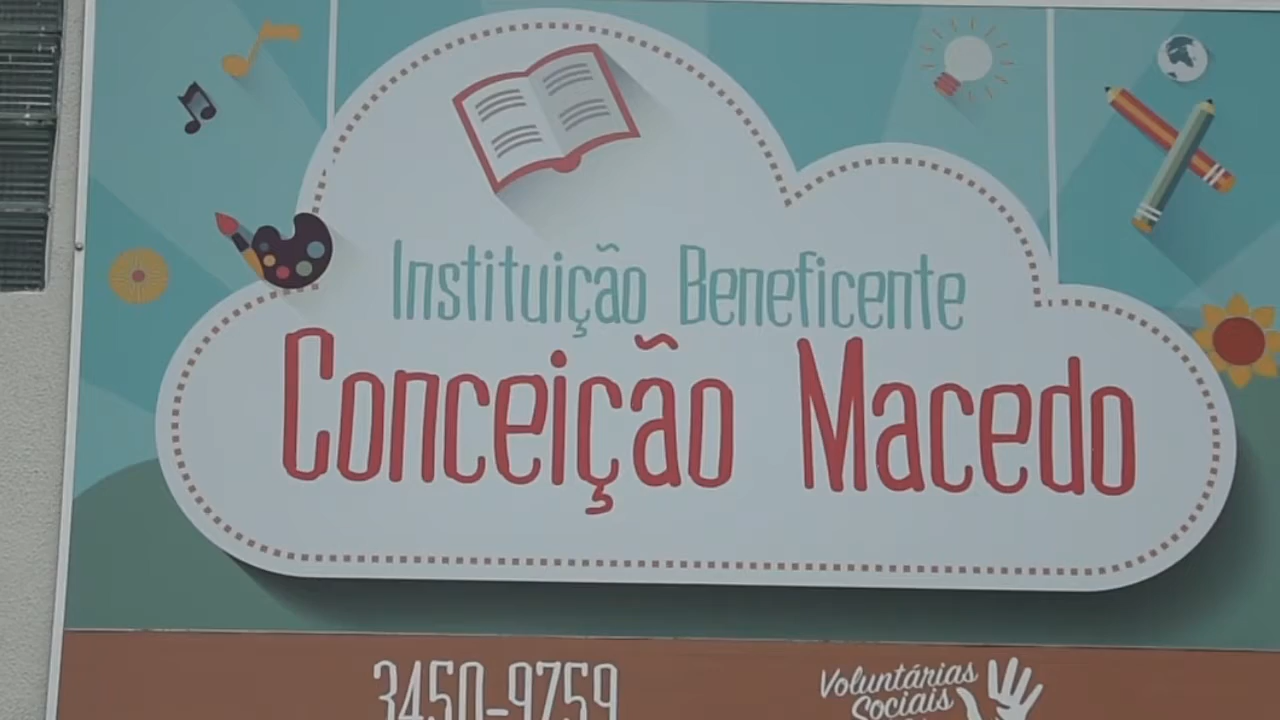 Instituição Beneficente
Conceição Macedo
3450-9759
Voluntárias
Sociais